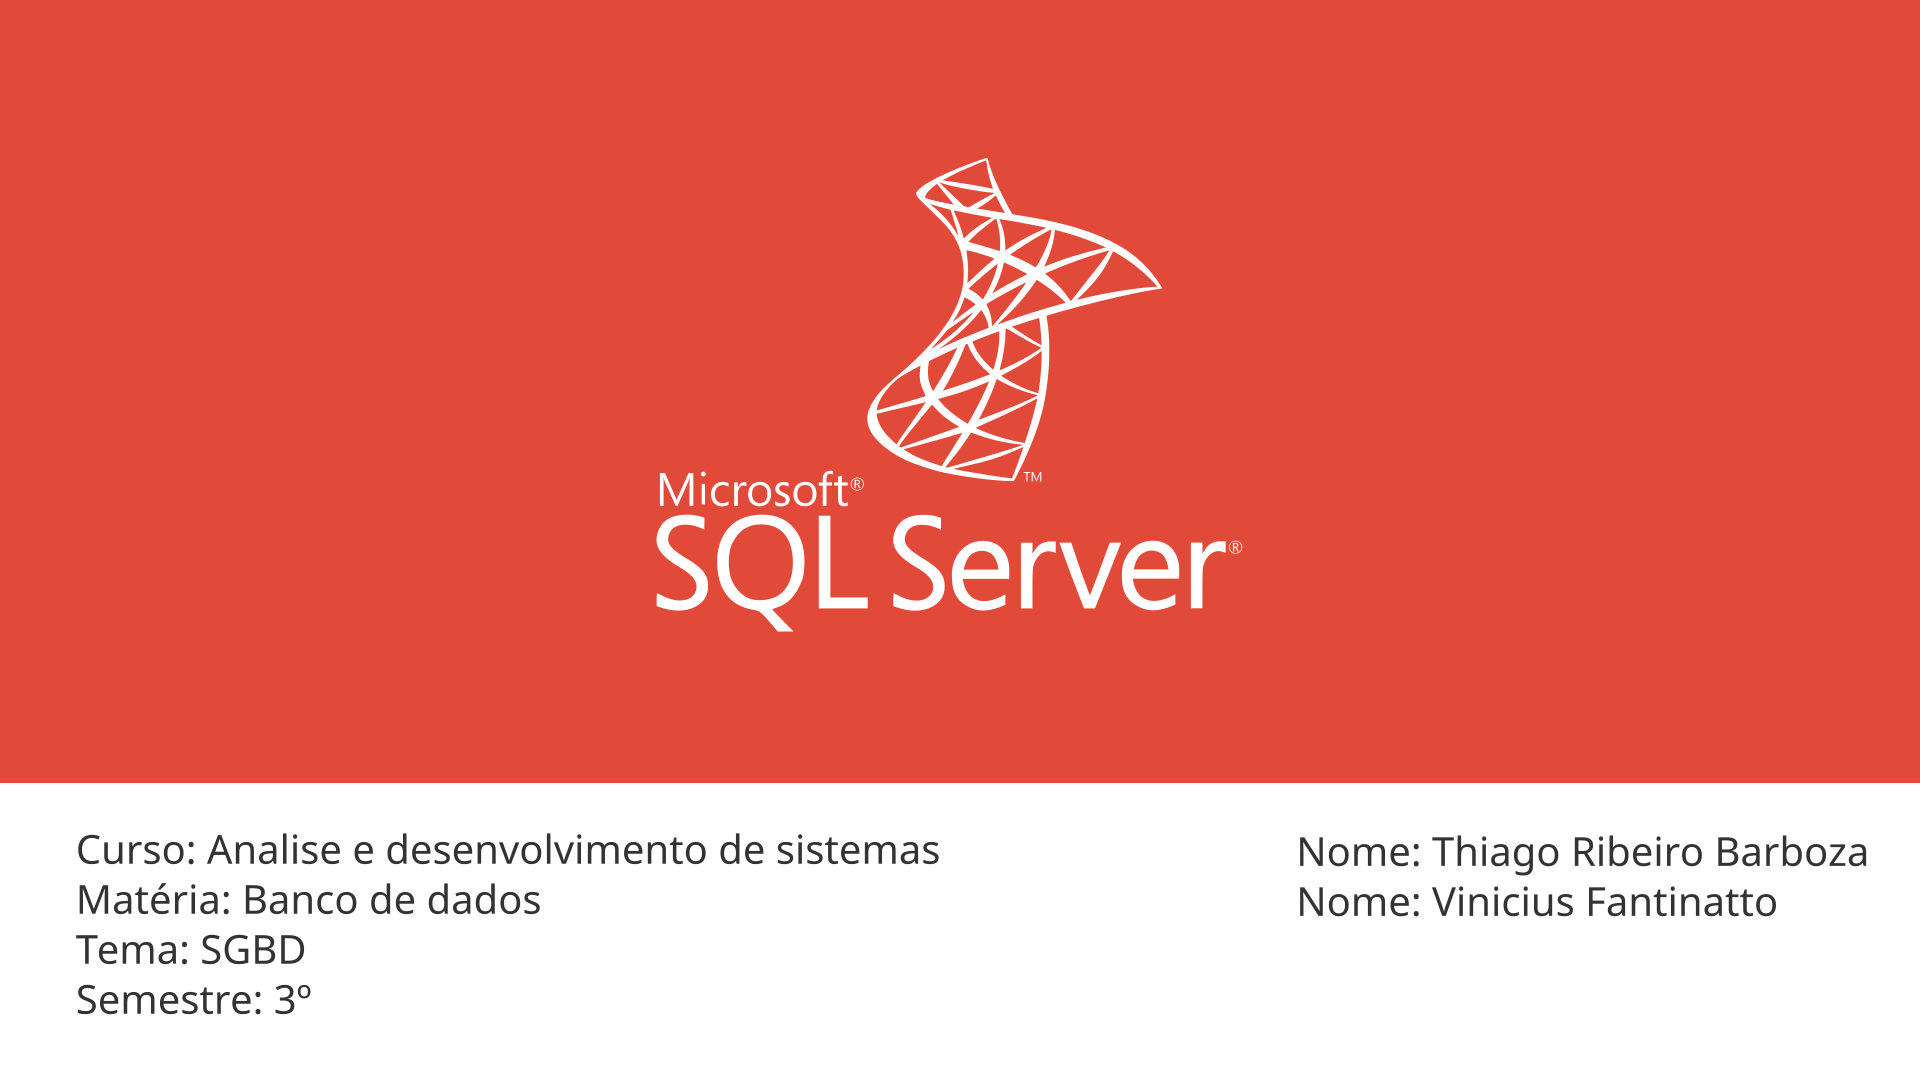 Microsoft®
SQL Server®
™
Curso: Analise e desenvolvimento de sistemas
Matéria: Banco de dados
Tema: SGBD
Semestre: 3º
Nome: Thiago Ribeiro Barboza
Nome: Vinicius Fantinatto